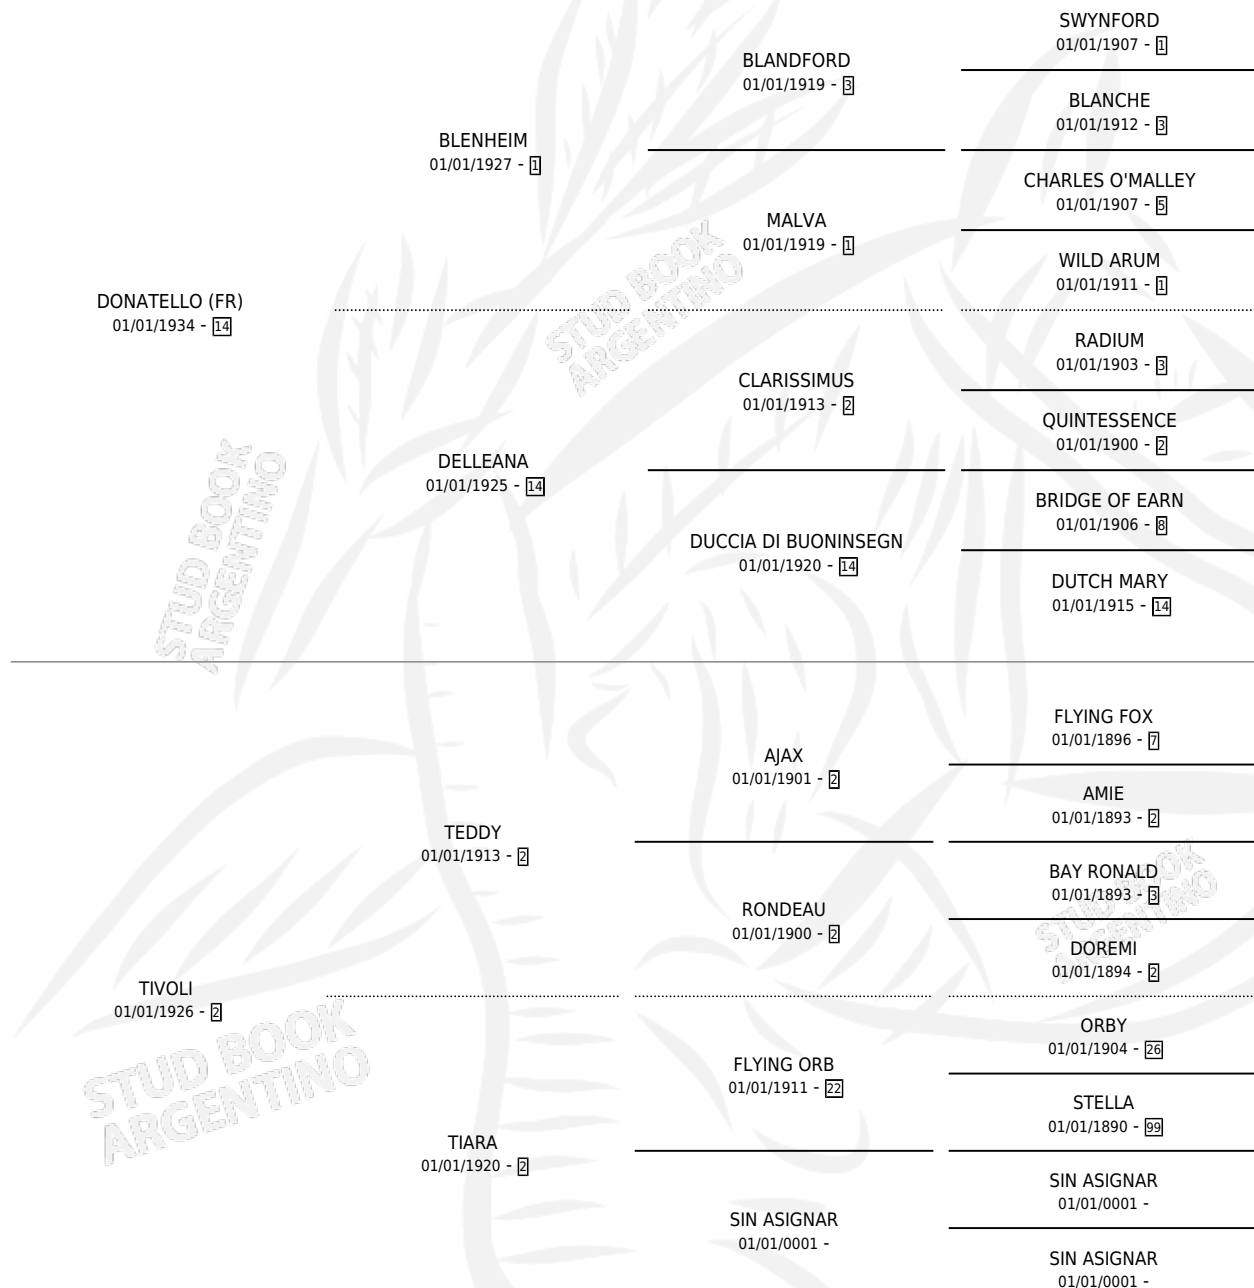 SWYNFORD
01/01/1907 - 1
BLANDFORD
01/01/1919 - 3
BLANCHE
01/01/1912 - 3
BLENHEIM
01/01/1927 - 1
CHARLES O'MALLEY
01/01/1907 - 5
MALVA
01/01/1919 - 1
WILD ARUM
01/01/1911 - 1
DONATELLO (FR)
01/01/1934 - 14
RADIUM
01/01/1903 - 3
CLARISSIMUS
01/01/1913 - 2
QUINTESSENCE
01/01/1900 - 2
DELLEANA
01/01/1925 - 14
BRIDGE OF EARN
01/01/1906 - 8
DUCCIA DI BUONINSEGN
01/01/1920 - 14
DUTCH MARY
01/01/1915 - 14
FLYING FOX
01/01/1896 - 7
AJAX
01/01/1901 - 2
AMIE
01/01/1893 - 2
TEDDY
01/01/1913 - 2
BAY RONALD
01/01/1893 - 3
RONDEAU
01/01/1900 - 2
DOREMI
01/01/1894 - 2
TIVOLI
01/01/1926 - 2
ORBY
01/01/1904 - 26
FLYING ORB
01/01/1911 - 22
STELLA
01/01/1890 - 99
TIARA
01/01/1920 - 2
SIN ASIGNAR
01/01/0001 -
SIN ASIGNAR
01/01/0001 -
SIN ASIGNAR
01/01/0001 -
STUD BOOK
ARGENTINO
STUD BOOK
ARGENTINO
STUD BOOK
ARGENTINO
STUD BOOK
ARGENTINO